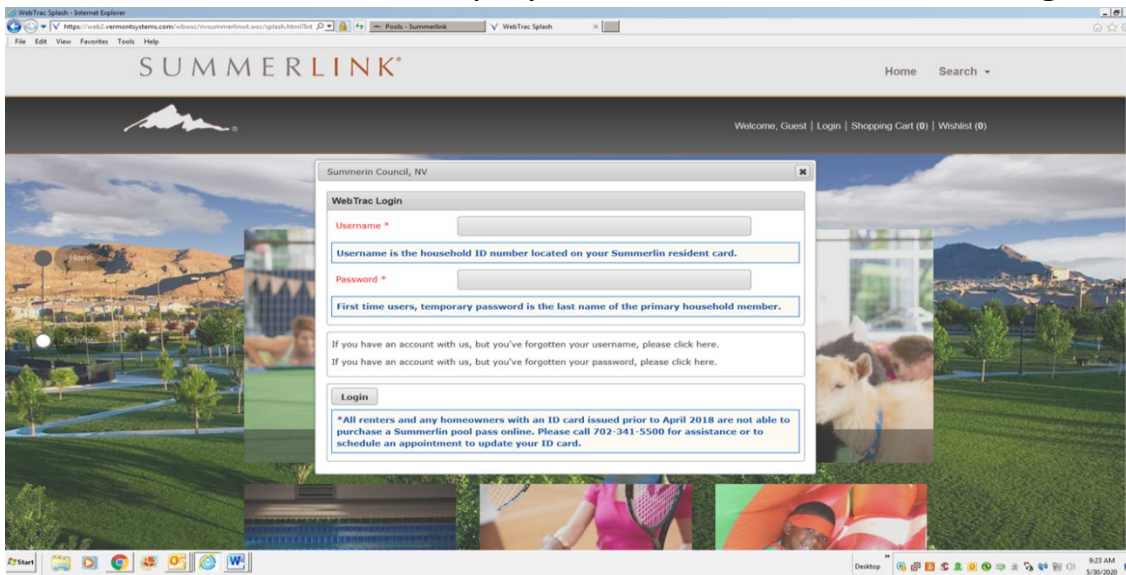 WebTrac Splash - Internet Explorer
https://web2.vermontsystems.com/wbwsc/nvsummerlinwt.wsc/splash.html?Int
Pools - Summerlink
WebTrac Splash
File Edit View Favorites Tools Help
SUMMERLINK
Home Search
Welcome, Guest | Login | Shopping Cart (0) | Wishlist (0)
Summerin Council, NV
WebTrac Login
Username *
Username is the household ID number located on your Summerlin resident card.
Home
Password *
First time users, temporary password is the last name of the primary household member.
Activities
If you have an account with us, but you've forgotten your username, please click here.
If you have an account with us, but you've forgotten your password, please click here.
Login
*All renters and any homeowners with an ID card issued prior to April 2018 are not able to
purchase a Summerlin pool pass online. Please call 702-341-5500 for assistance or to
schedule an appointment to update your ID card.
Start
Desktop
9:23 AM
5/30/2020